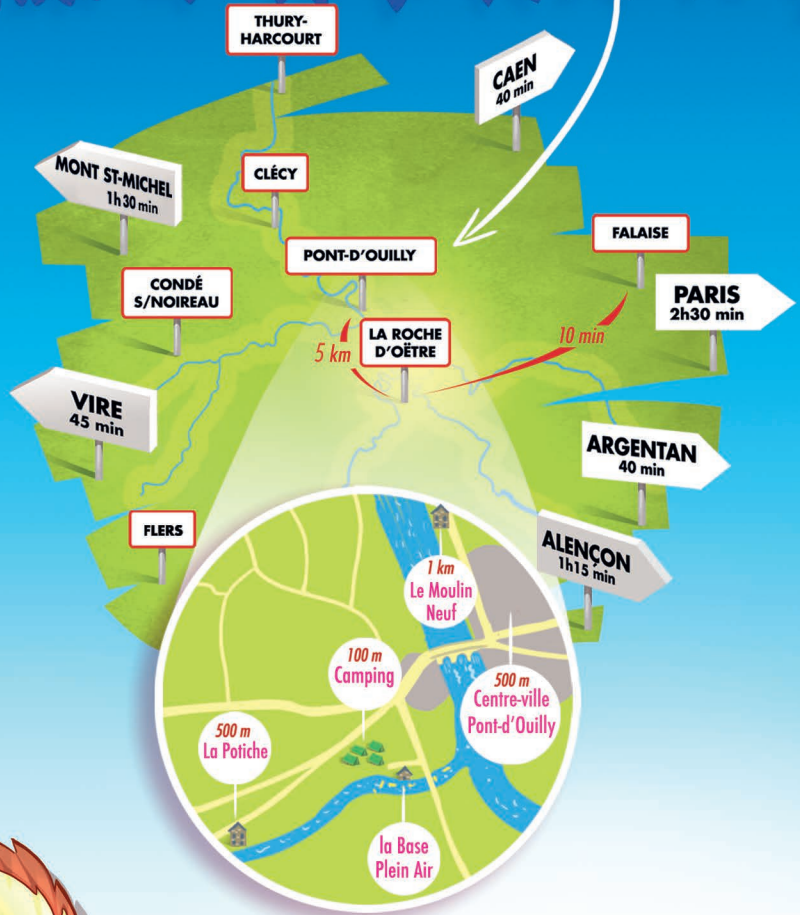 THURY-
HARCOURT
CAEN
40 min
MONT ST-MICHEL
1h30 min
CLÉCY
FALAISE
PONT-D'OUILLY
CONDÉ
S/NOIREAU
PARIS
2h30 min
LA ROCHE
D'OËTRE
5 km
10 min
VIRE
45 min
ARGENTAN
40 min
FLERS
ALENÇON
1h15 min
1 km
Le Moulin
Neuf
100 m
Camping
500 m
Centre-ville
Pont-d'Ouilly
500 m
La Potiche
la Base
Plein Air